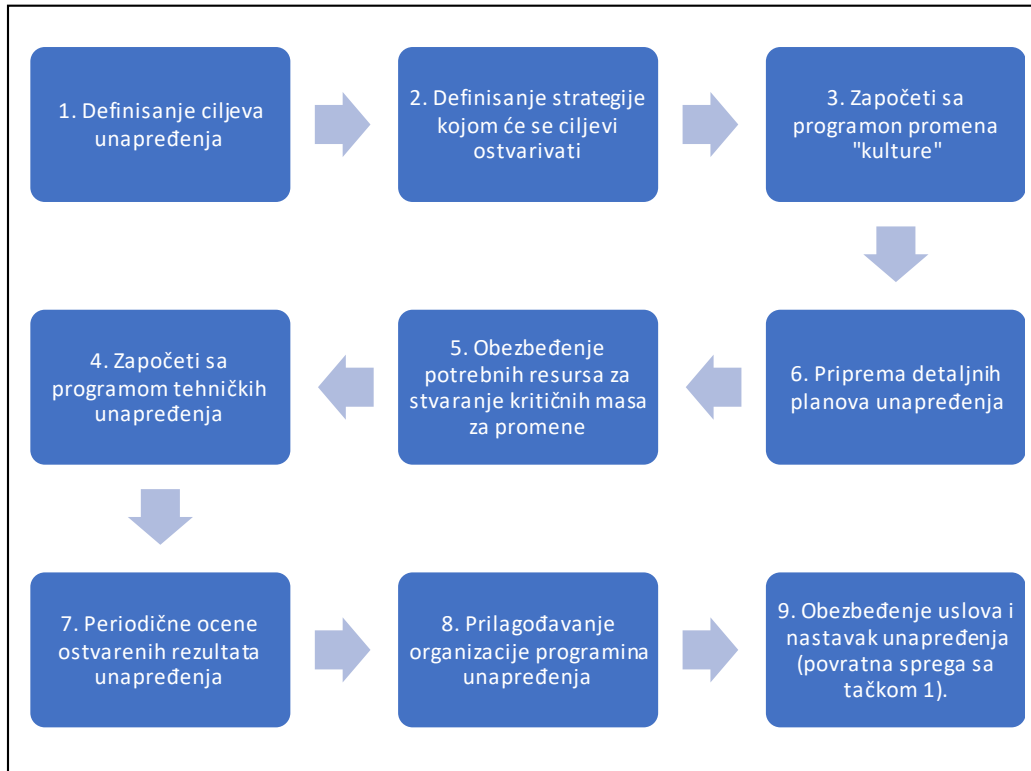 1. Definisanje ciljeva
unapređenja
2. Definisanje strategije
kojom će se ciljevi
ostvarivati
3. Započeti sa
programon promena
"kulture"
4. Započeti sa
programom tehničkih
unapređenja
5. Obezbeđenje
potrebnih resursa za
stvaranje kritičnih masa
za promene
6. Priprema detaljnih
planova unapređenja
7. Periodične ocene
ostvarenih rezultata
unapređenja
8. Prilagođavanje
organizacije programina
unapređenja
9. Obezbeđenje uslova i
nastavak unapređenja
(povratna sprega sa
tačkom 1).